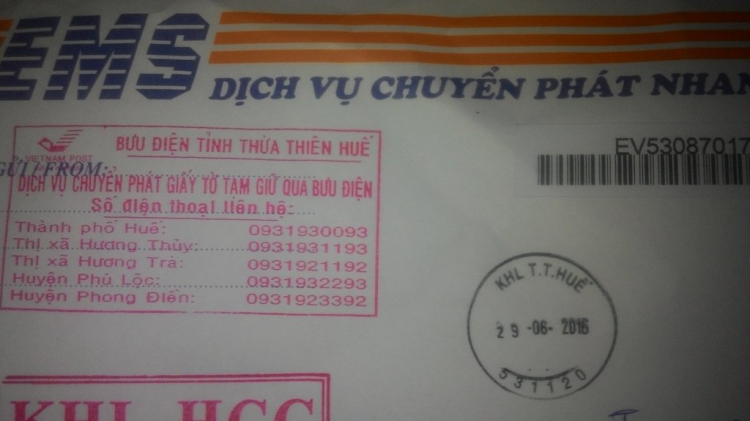 EMS
DỊCH VỤ CHUYỂN PHÁT NHAN
BƯU ĐIỆN TỈNH THỪA THIÊN HUẾ
VIETNAM POST
GỬI / FROM:
DỊCH VỤ CHUYỂN PHÁT GIẤY TỜ TẠM GIỮ QUA BƯU ĐIỆN
Số điện thoại liên hệ:
Thành phố Huế: 0931930093
Thị xã Hương Thủy: 0931931193
Thị xã Hương Trà: 0931921192
Huyện Phú Lộc: 0931932293
Huyện Phong Điền: 0931923392
EV53087017
KHL T.T.HUẾ
29-06-2016
531120
KHL HCC